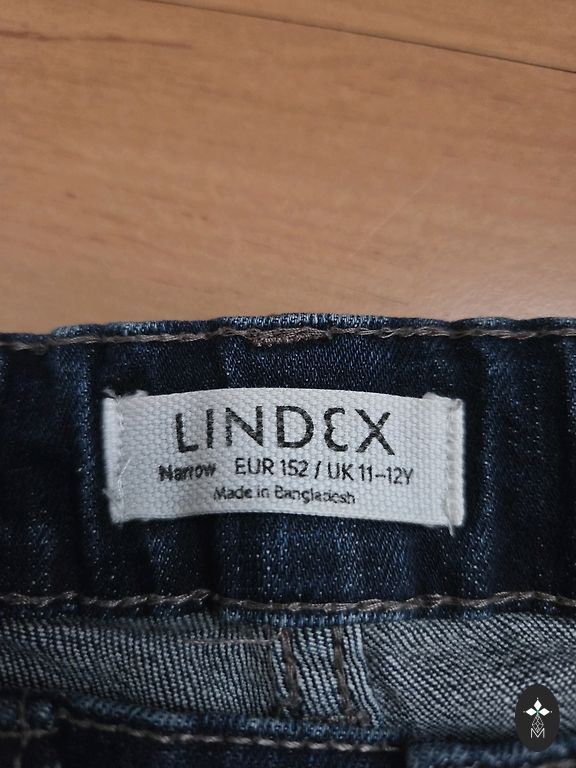 LINDEX
Narrow EUR 152 / UK 11–12Y
Made in Bangladesh
M